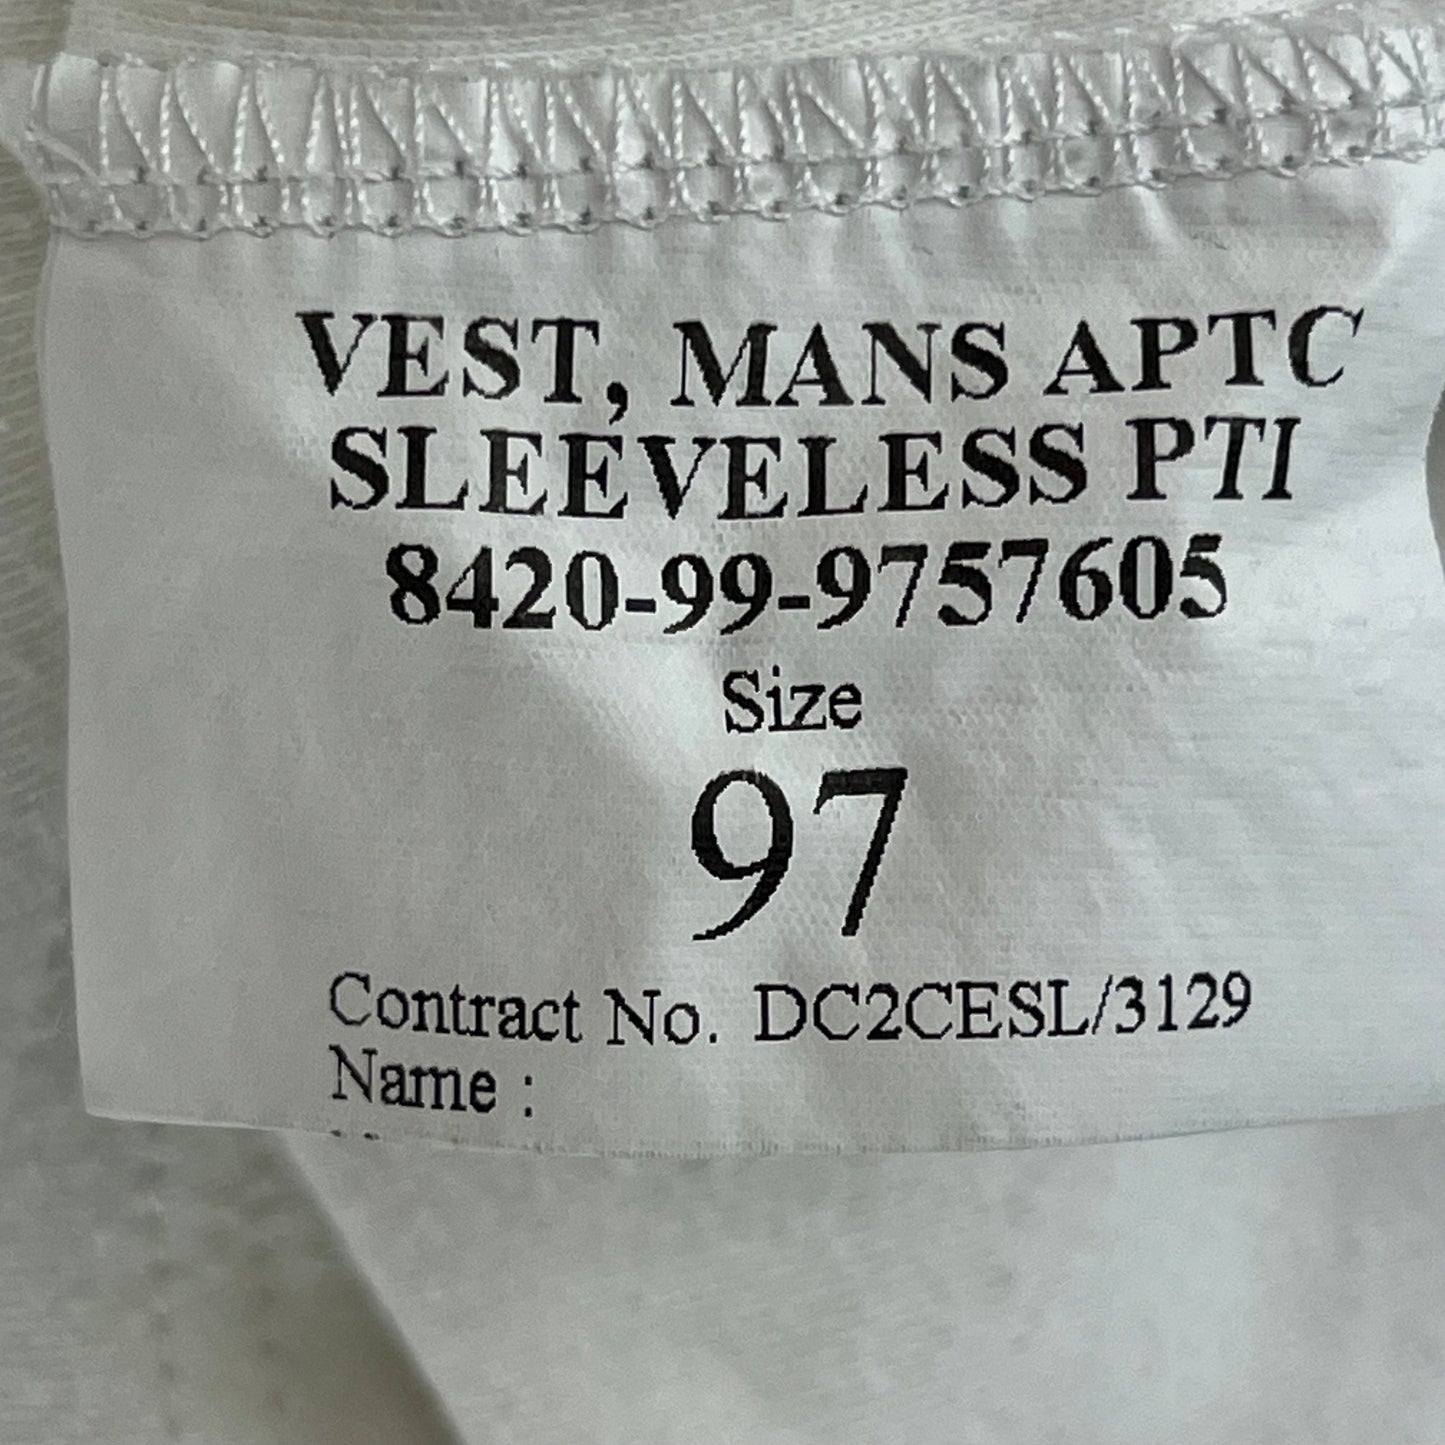 VEST, MANS APTC
SLEEVELESS PTI
8420-99-9757605
Size
97
Contract No. DC2CESL/3129
Name :